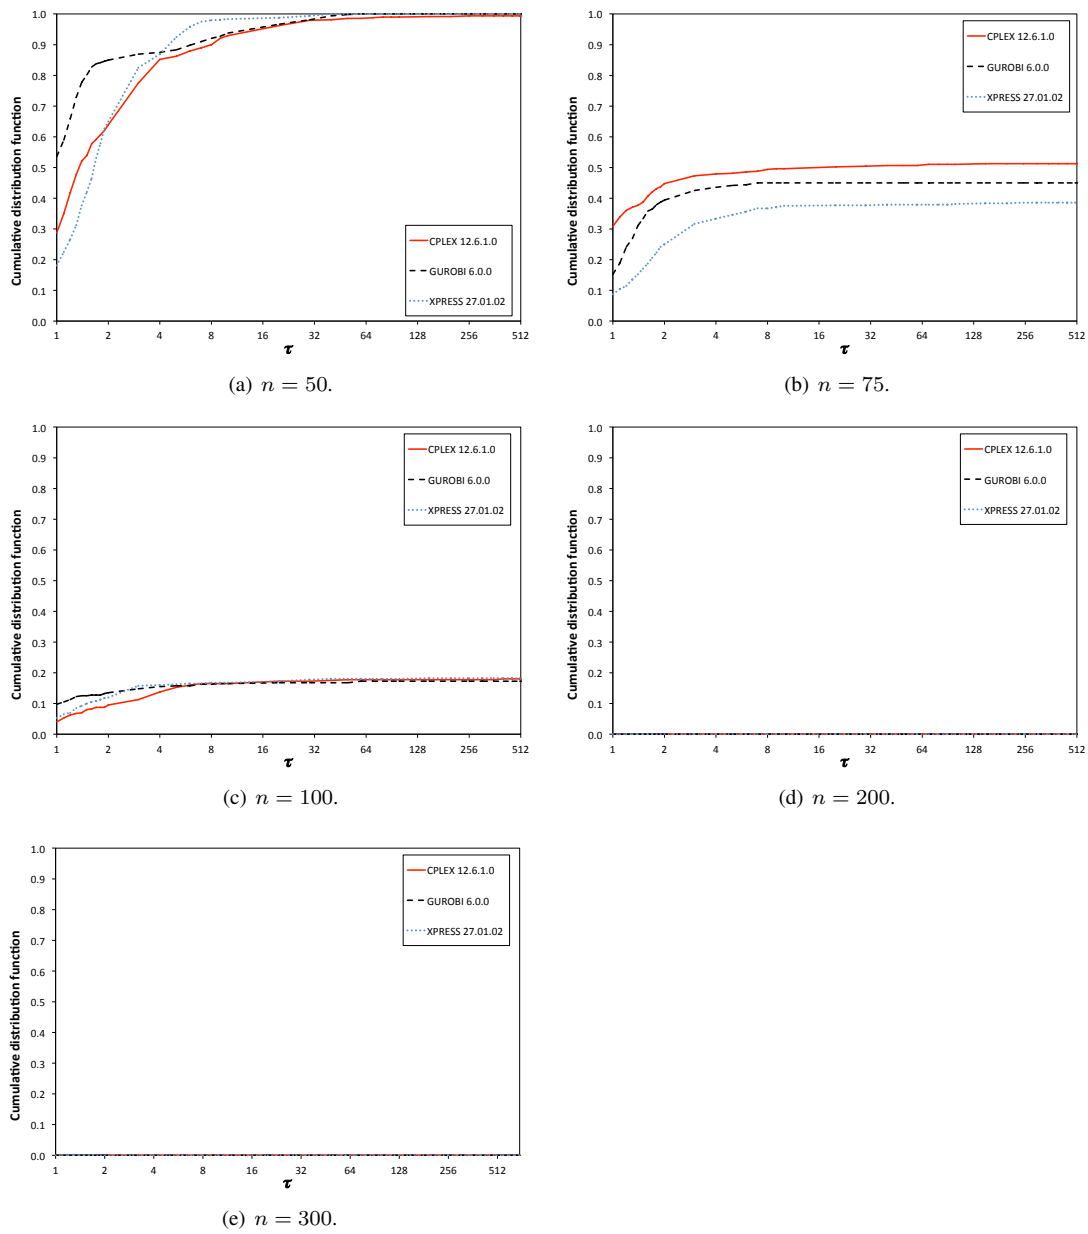 1.0
0.9
0.8
0.7
0.6
0.5
0.4
0.3
0.2
0.1
0.0
Cumulative distribution function
CPLEX 12.6.1.0
GUROBI 6.0.0
XPRESS 27.01.02
1 2 4 8 16 32 64 128 256 512
τ
(a) n = 50.
1.0
0.9
0.8
0.7
0.6
0.5
0.4
0.3
0.2
0.1
0.0
Cumulative distribution function
CPLEX 12.6.1.0
GUROBI 6.0.0
XPRESS 27.01.02
1 2 4 8 16 32 64 128 256 512
τ
(b) n = 75.
1.0
0.9
0.8
0.7
0.6
0.5
0.4
0.3
0.2
0.1
0.0
Cumulative distribution function
CPLEX 12.6.1.0
GUROBI 6.0.0
XPRESS 27.01.02
1 2 4 8 16 32 64 128 256 512
τ
(c) n = 100.
1.0
0.9
0.8
0.7
0.6
0.5
0.4
0.3
0.2
0.1
0.0
Cumulative distribution function
CPLEX 12.6.1.0
GUROBI 6.0.0
XPRESS 27.01.02
1 2 4 8 16 32 64 128 256 512
τ
(d) n = 200.
1.0
0.9
0.8
0.7
0.6
0.5
0.4
0.3
0.2
0.1
0.0
Cumulative distribution function
CPLEX 12.6.1.0
GUROBI 6.0.0
XPRESS 27.01.02
1 2 4 8 16 32 64 128 256 512
τ
(e) n = 300.